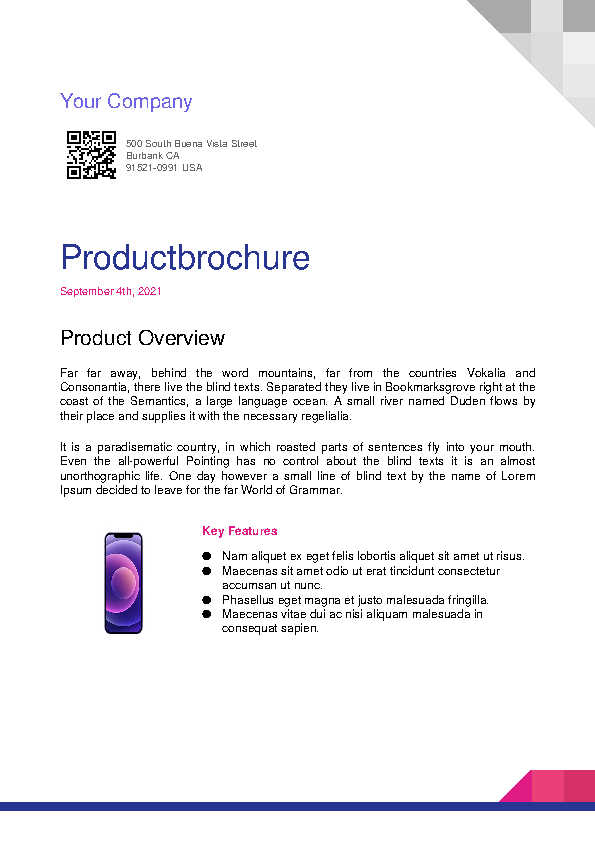 Your Company
500 South Buena Vista Street
Burbank CA
91521-0991 USA
Productbrochure
September 4th, 2021
Product Overview
Far far away, behind the word mountains, far from the countries Vokalia and
Consonantia, there live the blind texts. Separated they live in Bookmarksgrove right at the
coast of the Semantics, a large language ocean. A small river named Duden flows by
their place and supplies it with the necessary regelialia.
It is a paradisematic country, in which roasted parts of sentences fly into your mouth.
Even the all-powerful Pointing has no control about the blind texts it is an almost
unorthographic life. One day however a small line of blind text by the name of Lorem
Ipsum decided to leave for the far World of Grammar.
Key Features
● Nam aliquet ex eget felis lobortis aliquet sit amet ut risus.
● Maecenas sit amet odio ut erat tincidunt consectetur
accumsan ut nunc.
● Phasellus eget magna et justo malesuada fringilla.
● Maecenas vitae dui ac nisi aliquam malesuada in
consequat sapien.